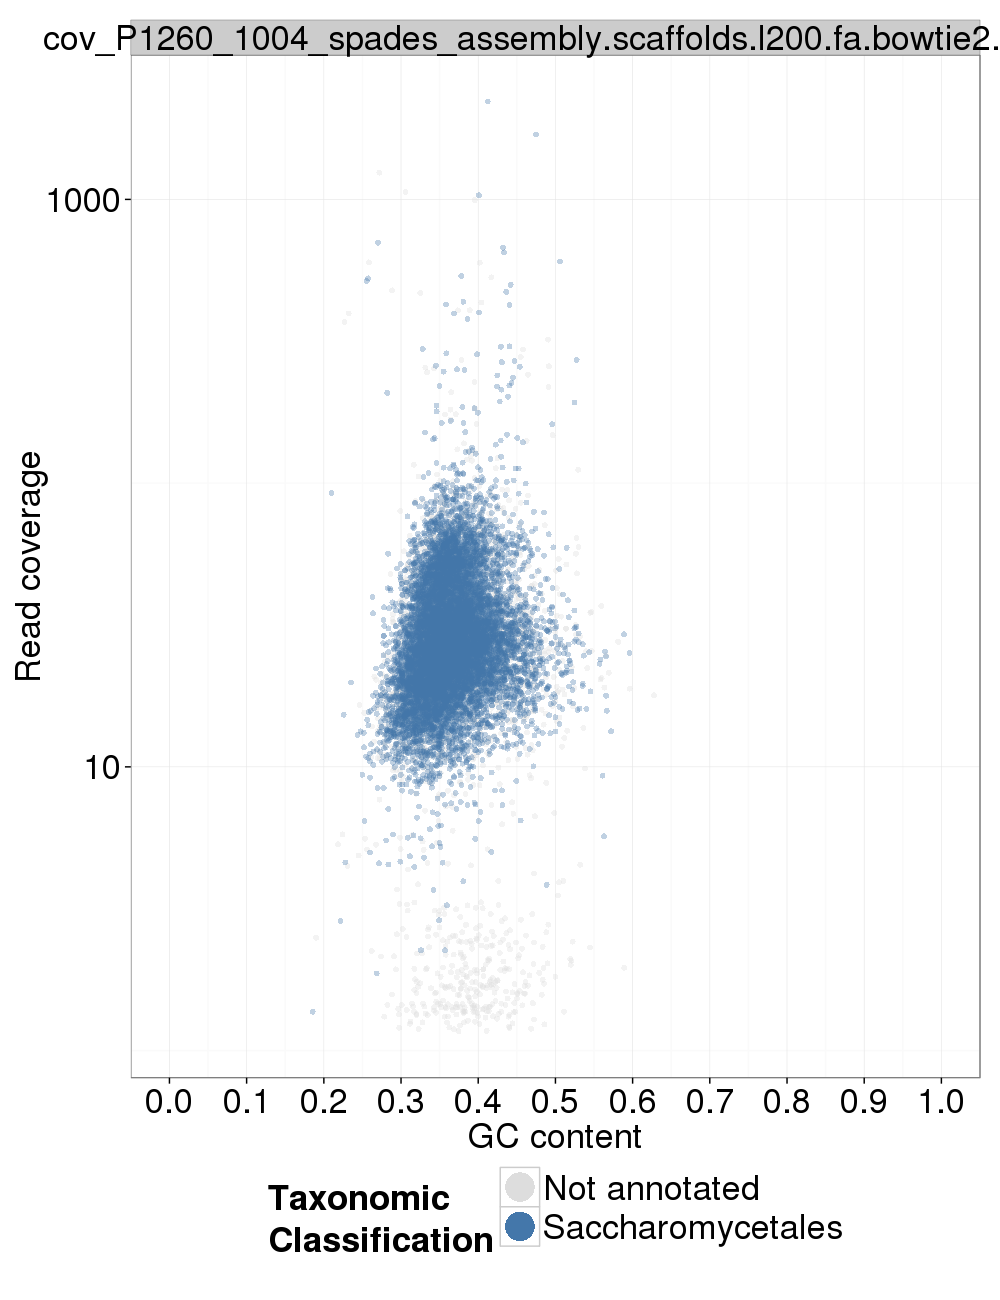 cov_P1260_1004_spades_assembly.scaffolds.l200.fa.bowtie2.
1000
10
Read coverage
0.0 0.1 0.2 0.3 0.4 0.5 0.6 0.7 0.8 0.9 1.0
GC content
Taxonomic
Classification
Not annotated
Saccharomycetales